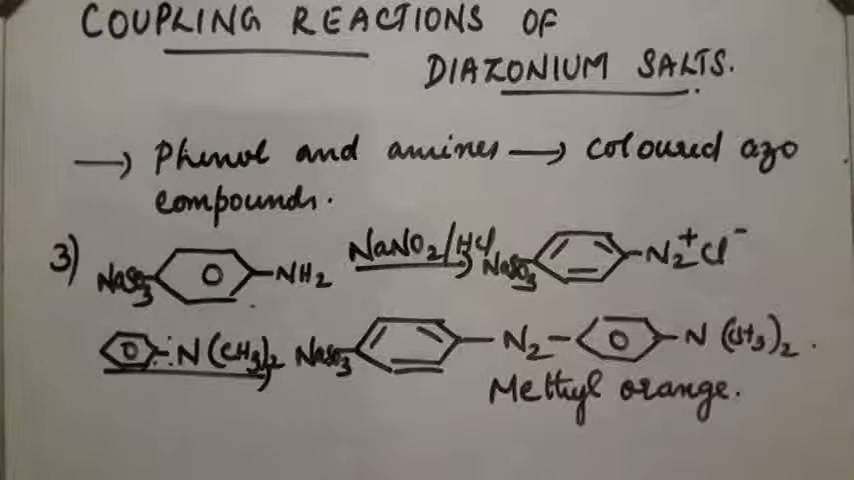 COUPLING REACTIONS OF
DIAZONIUM SALTS.
→ Phenol and amines → coloured azo
compounds.
3) NaSO3 -NH2 NaNO2/HCl NaSO3 -N2+Cl-
-N(CH3)2 NaSO3 -N2- -N(CH3)2.
Methyl orange.